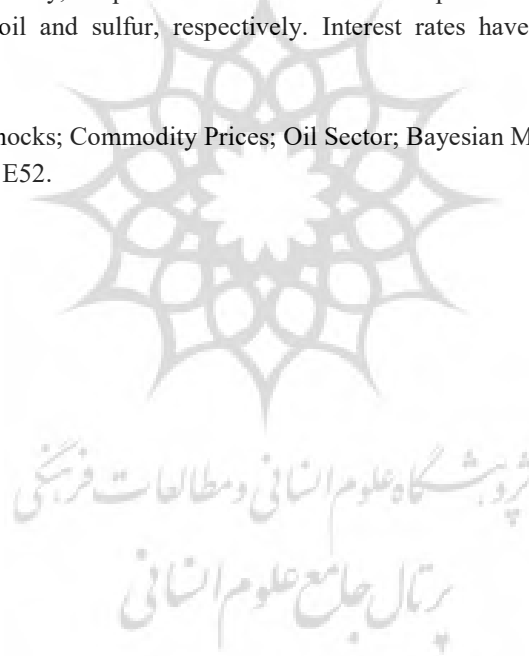 oil and sulfur, respectively. Interest rates have
hocks; Commodity Prices; Oil Sector; Bayesian M
E52.
پژوهشگاه علوم انسانی و مطالعات فرهنگی
پرتال جامع علوم انسانی